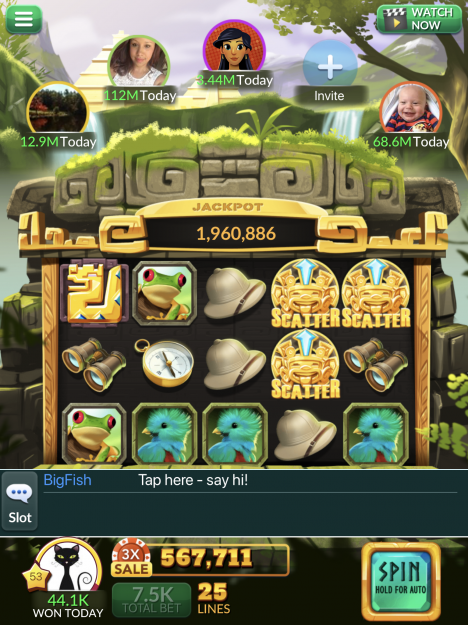 WATCH
NOW
3.44M Today
112M Today
Invite
12.9M Today
68.6M Today
JACKPOT
1,960,886
SCATTER
SCATTER
SCATTER
BigFish Tap here - say hi!
Slot
3X
SALE
567,711
53
44.1K
WON TODAY
7.5K
TOTAL BET
25
LINES
SPIN
HOLD FOR AUTO